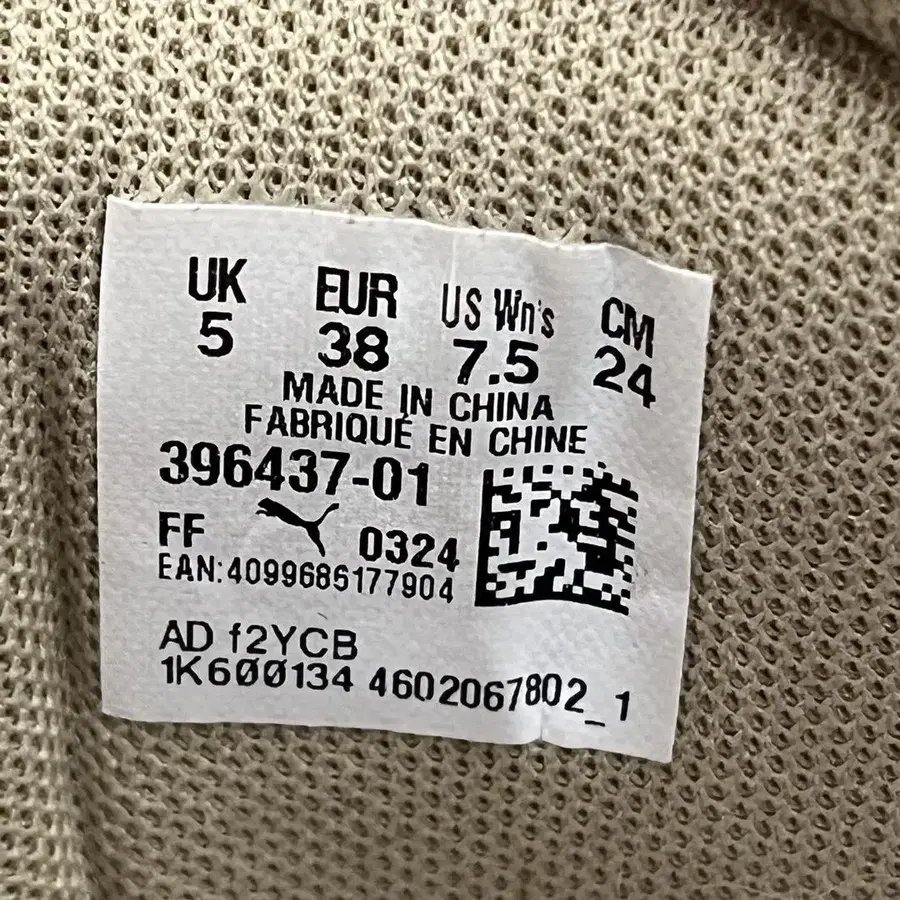 UK EUR US Wn's CM
5 38 7.5 24
MADE IN CHINA
FABRIQUÉ EN CHINE
396437-01
FF 0324
EAN:4099686177904
AD f2YCB
1K600134 4602067802_1